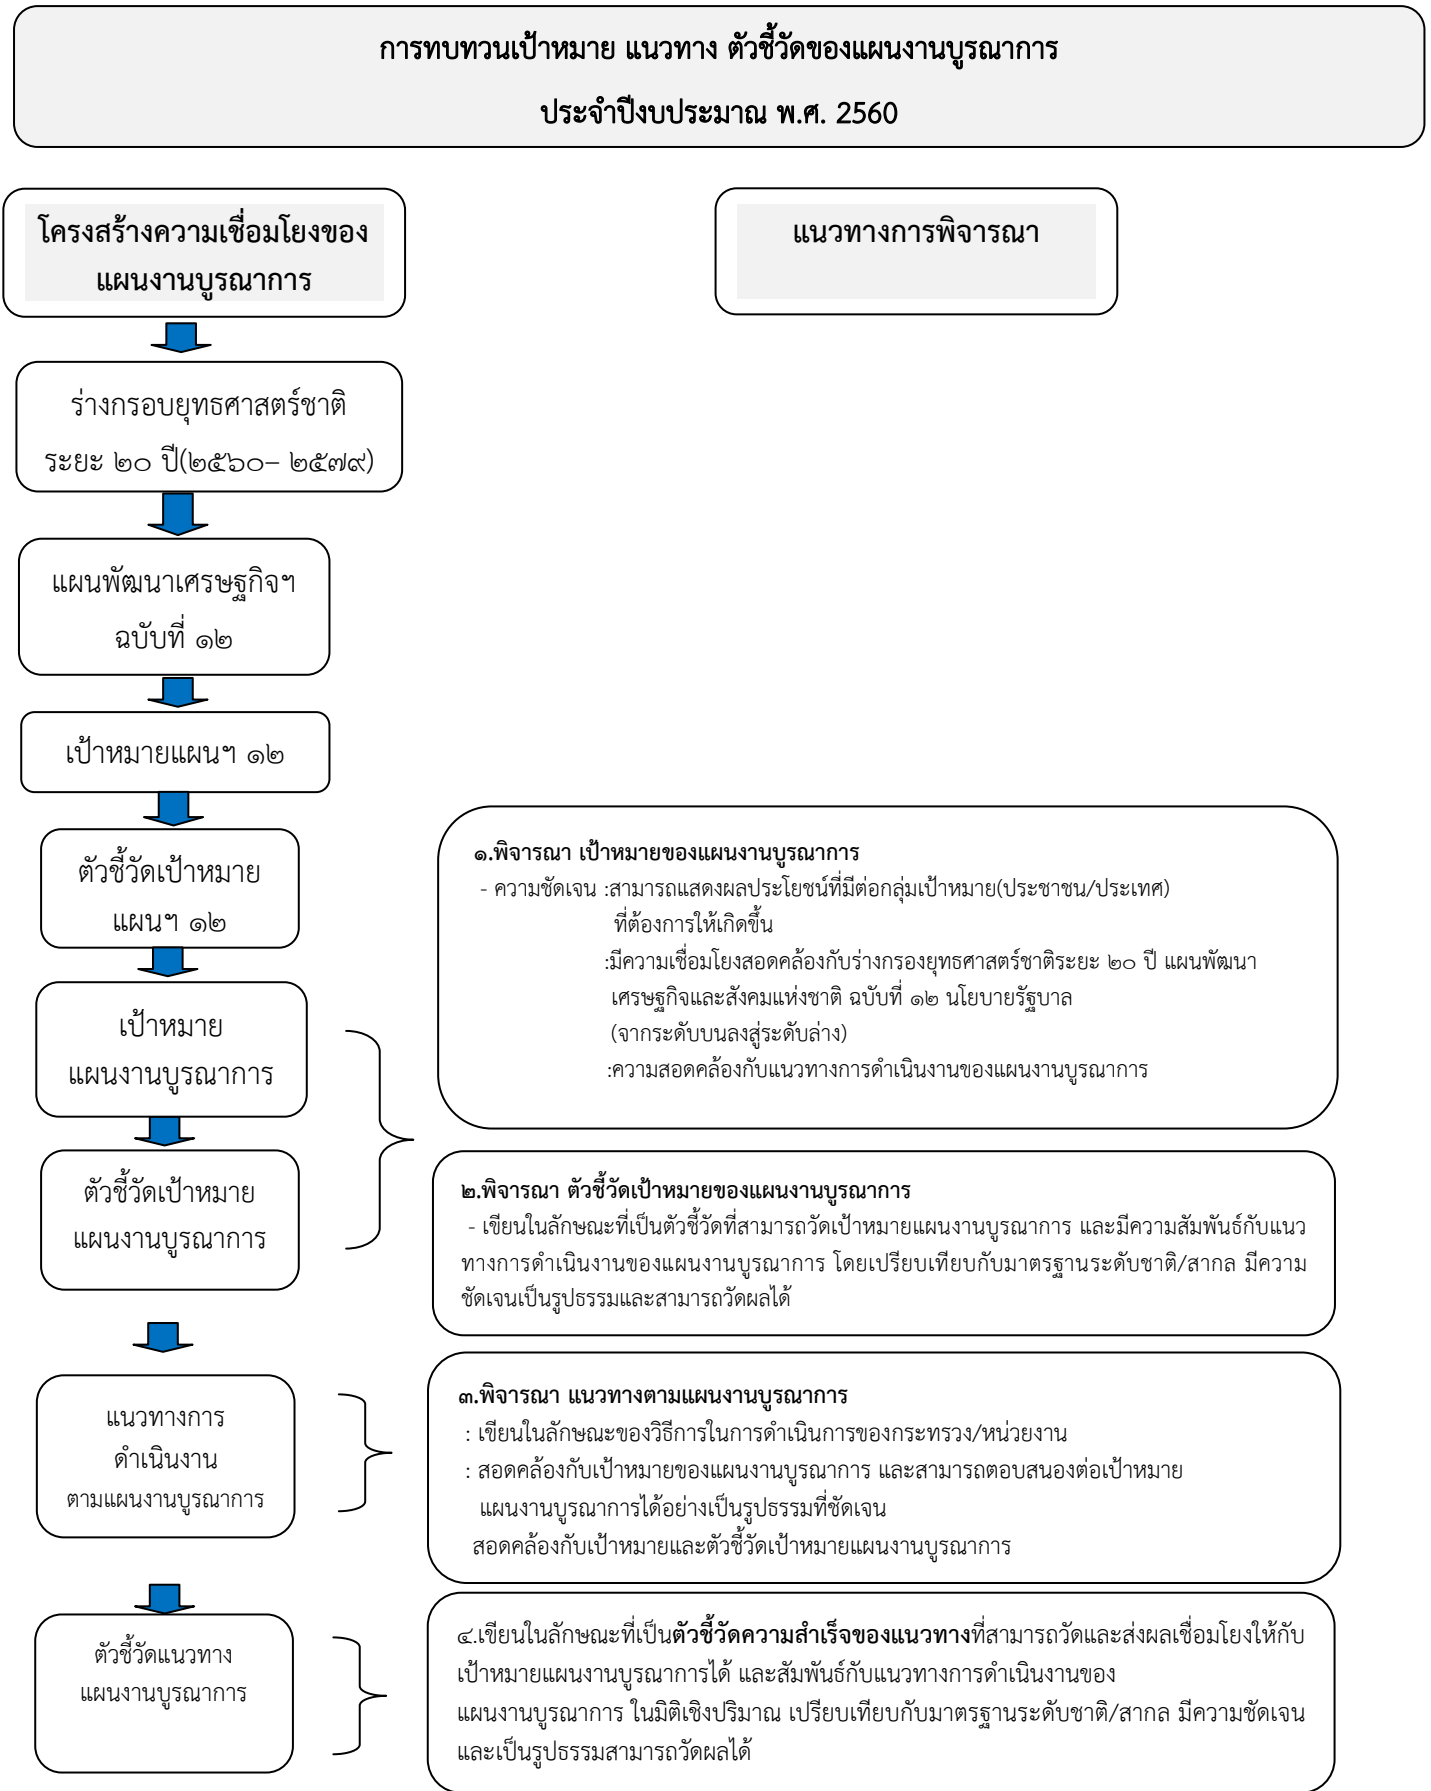 การทบทวนเป้าหมาย แนวทาง ตัวชี้วัดของแผนงานบูรณาการ
ประจำปีงบประมาณ พ.ศ. 2560
โครงสร้างความเชื่อมโยงของ
แผนงานบูรณาการ
แนวทางการพิจารณา
ร่างกรอบยุทธศาสตร์ชาติ
ระยะ ๒๐ ปี(๒๕๖๐– ๒๕๗๙)
แผนพัฒนาเศรษฐกิจฯ
ฉบับที่ ๑๒
เป้าหมายแผนฯ ๑๒
ตัวชี้วัดเป้าหมาย
แผนฯ ๑๒
เป้าหมาย
แผนงานบูรณาการ
ตัวชี้วัดเป้าหมาย
แผนงานบูรณาการ
๑.พิจารณา เป้าหมายของแผนงานบูรณาการ
- ความชัดเจน :สามารถแสดงผลประโยชน์ที่มีต่อกลุ่มเป้าหมาย(ประชาชน/ประเทศ)
ที่ต้องการให้เกิดขึ้น
:มีความเชื่อมโยงสอดคล้องกับร่างกรองยุทธศาสตร์ชาติระยะ ๒๐ ปี แผนพัฒนา
เศรษฐกิจและสังคมแห่งชาติ ฉบับที่ ๑๒ นโยบายรัฐบาล
(จากระดับบนลงสู่ระดับล่าง)
:ความสอดคล้องกับแนวทางการดำเนินงานของแผนงานบูรณาการ
๒.พิจารณา ตัวชี้วัดเป้าหมายของแผนงานบูรณาการ
- เขียนในลักษณะที่เป็นตัวชี้วัดที่สามารถวัดเป้าหมายแผนงานบูรณาการ และมีความสัมพันธ์กับแนว
ทางการดำเนินงานของแผนงานบูรณาการ โดยเปรียบเทียบกับมาตรฐานระดับชาติ/สากล มีความ
ชัดเจนเป็นรูปธรรมและสามารถวัดผลได้
แนวทางการ
ดำเนินงาน
ตามแผนงานบูรณาการ
๓.พิจารณา แนวทางตามแผนงานบูรณาการ
: เขียนในลักษณะของวิธีการในการดำเนินการของกระทรวง/หน่วยงาน
: สอดคล้องกับเป้าหมายของแผนงานบูรณาการ และสามารถตอบสนองต่อเป้าหมาย
แผนงานบูรณาการได้อย่างเป็นรูปธรรมที่ชัดเจน
สอดคล้องกับเป้าหมายและตัวชี้วัดเป้าหมายแผนงานบูรณาการ
ตัวชี้วัดแนวทาง
แผนงานบูรณาการ
๔.เขียนในลักษณะที่เป็นตัวชี้วัดความสำเร็จของแนวทางที่สามารถวัดและส่งผลเชื่อมโยงให้กับ
เป้าหมายแผนงานบูรณาการได้ และสัมพันธ์กับแนวทางการดำเนินงานของ
แผนงานบูรณาการ ในมิติเชิงปริมาณ เปรียบเทียบกับมาตรฐานระดับชาติ/สากล มีความชัดเจน
และเป็นรูปธรรมสามารถวัดผลได้